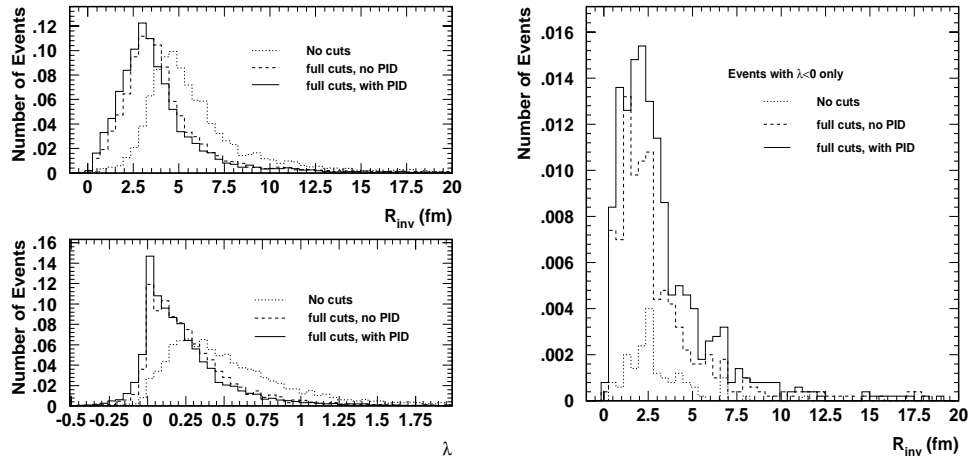 Number of Events
.12
.10
.08
.06
.04
.02
0
No cuts
full cuts, no PID
full cuts, with PID
0 2.5 5 7.5 10 12.5 15 17.5 20
R_inv (fm)
Number of Events
.16
.14
.12
.10
.08
.06
.04
.02
0
No cuts
full cuts, no PID
full cuts, with PID
-0.5 -0.25 0 0.25 0.5 0.75 1 1.25 1.5 1.75
λ
Number of Events
.016
.014
.012
.010
.008
.006
.004
.002
0
Events with λ<0 only
No cuts
full cuts, no PID
full cuts, with PID
0 2.5 5 7.5 10 12.5 15 17.5 20
R_inv (fm)